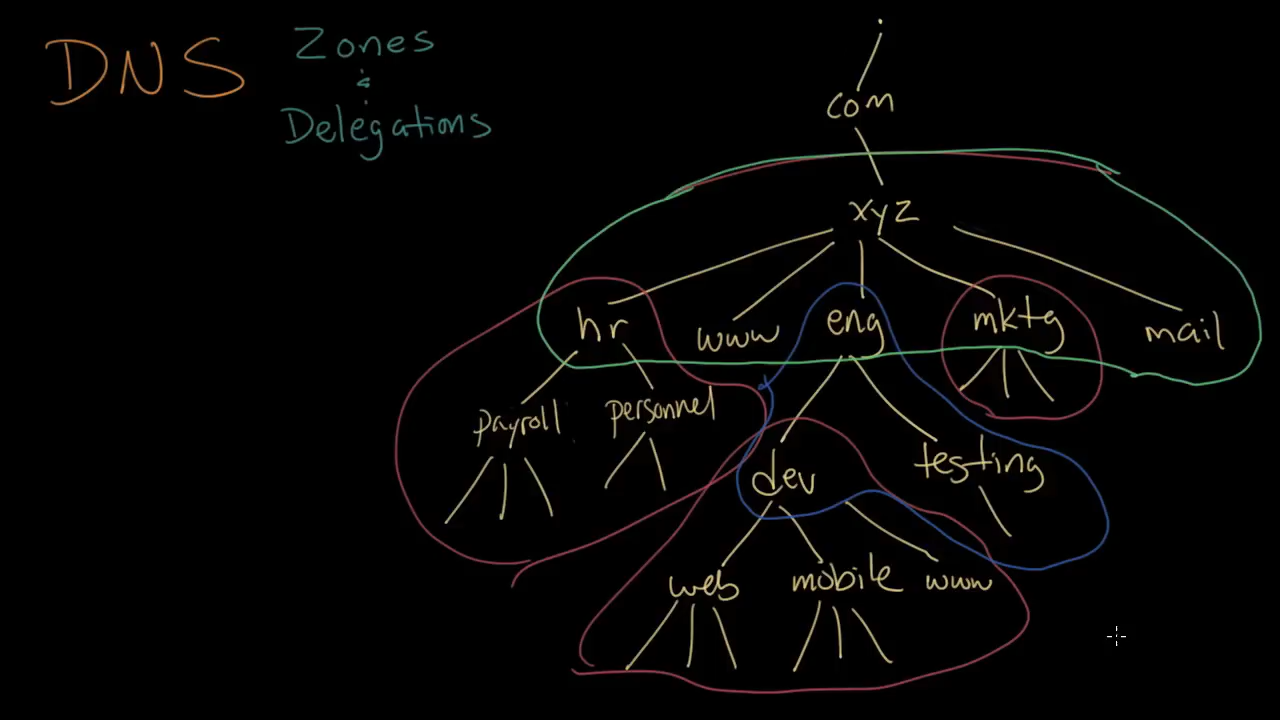 DNS
Zones
&
Delegations
.
com
xyz
hr www eng mktg mail
payroll personnel
dev testing
web mobile www